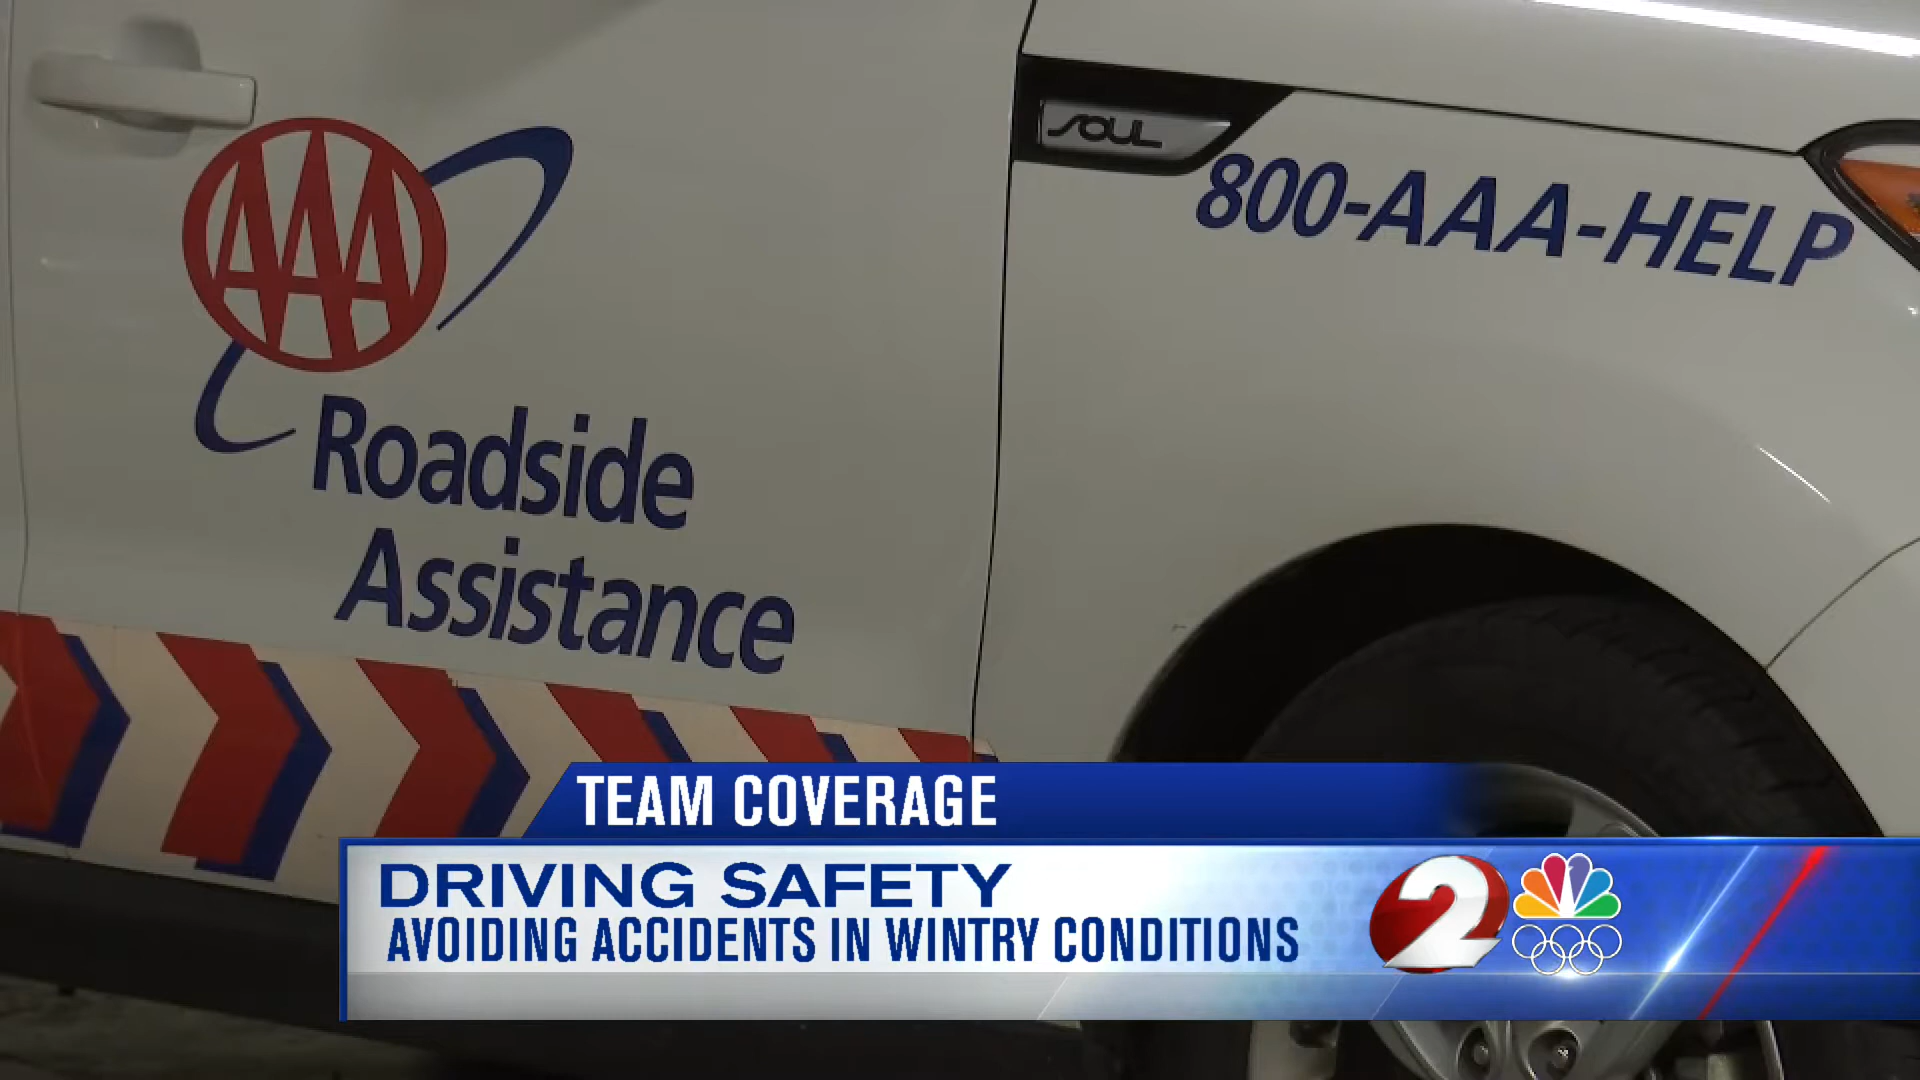 SOUL
800-AAA-HELP
AAA
Roadside
Assistance
TEAM COVERAGE
DRIVING SAFETY
AVOIDING ACCIDENTS IN WINTRY CONDITIONS
2